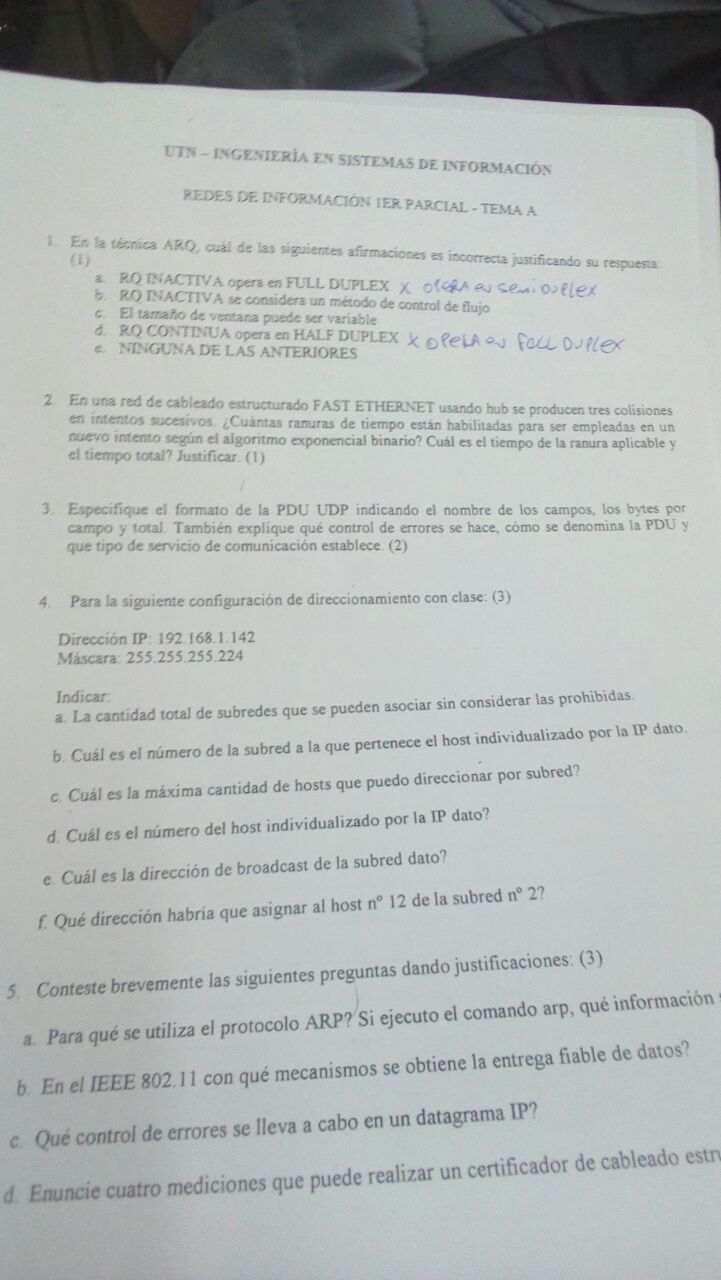 UTN – INGENIERÍA EN SISTEMAS DE INFORMACIÓN
REDES DE INFORMACIÓN 1ER PARCIAL - TEMA A
1. En la técnica ARQ, cuál de las siguientes afirmaciones es incorrecta justificando su respuesta:
(1)
a. RQ INACTIVA opera en FULL DUPLEX X OPERA EN SEMI DUPLEX
b. RQ INACTIVA se considera un método de control de flujo
c. El tamaño de ventana puede ser variable
d. RQ CONTINUA opera en HALF DUPLEX X OPERA EN FULL DUPLEX
e. NINGUNA DE LAS ANTERIORES
2. En una red de cableado estructurado FAST ETHERNET usando hub se producen tres colisiones
en intentos sucesivos. ¿Cuántas ranuras de tiempo están habilitadas para ser empleadas en un
nuevo intento según el algoritmo exponencial binario? Cuál es el tiempo de la ranura aplicable y
el tiempo total? Justificar. (1)
3. Especifique el formato de la PDU UDP indicando el nombre de los campos, los bytes por
campo y total. También explique qué control de errores se hace, cómo se denomina la PDU y
que tipo de servicio de comunicación establece. (2)
4. Para la siguiente configuración de direccionamiento con clase: (3)
Dirección IP: 192.168.1.142
Máscara: 255.255.255.224
Indicar:
a. La cantidad total de subredes que se pueden asociar sin considerar las prohibidas.
b. Cuál es el número de la subred a la que pertenece el host individualizado por la IP dato.
c. Cuál es la máxima cantidad de hosts que puedo direccionar por subred?
d. Cuál es el número del host individualizado por la IP dato?
e. Cuál es la dirección de broadcast de la subred dato?
f. Qué dirección habría que asignar al host nº 12 de la subred nº 2?
5. Conteste brevemente las siguientes preguntas dando justificaciones: (3)
a. Para qué se utiliza el protocolo ARP? Si ejecuto el comando arp, qué información
b. En el IEEE 802.11 con qué mecanismos se obtiene la entrega fiable de datos?
c. Qué control de errores se lleva a cabo en un datagrama IP?
d. Enuncie cuatro mediciones que puede realizar un certificador de cableado estru